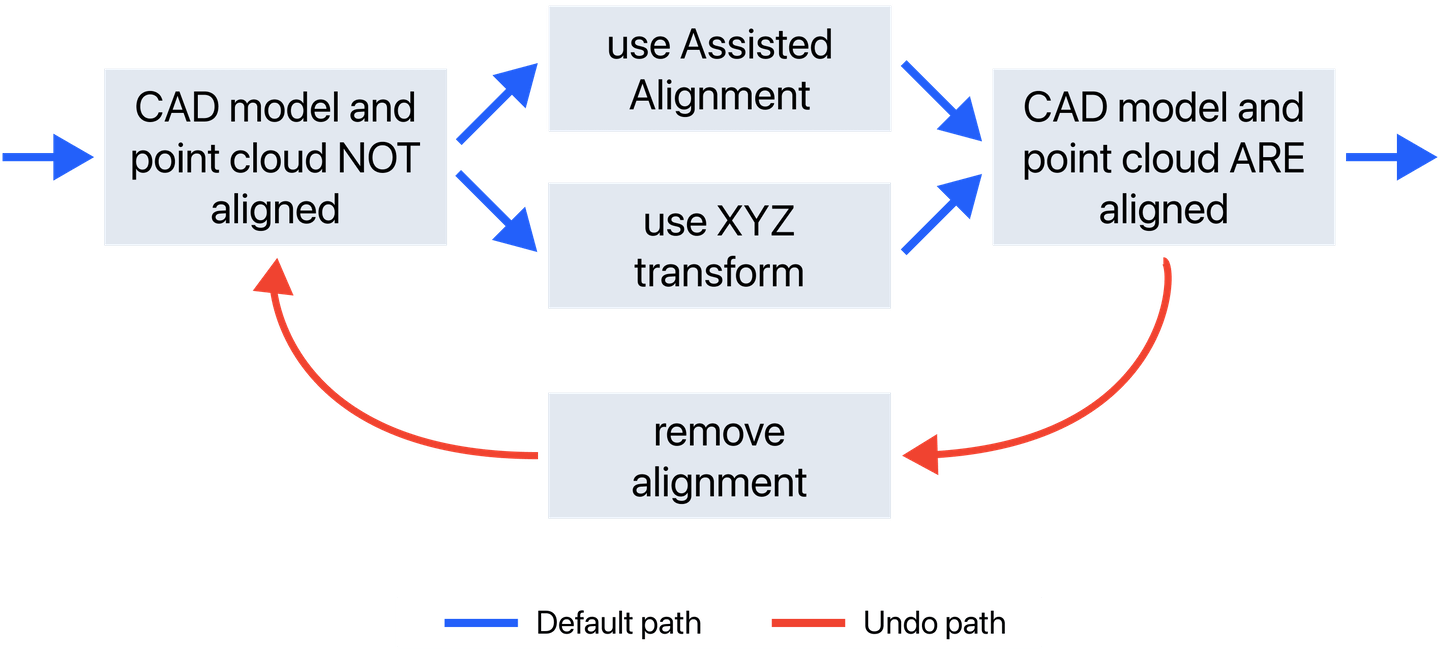 use Assisted
Alignment
CAD model and
point cloud NOT
aligned
CAD model and
point cloud ARE
aligned
use XYZ
transform
remove
alignment
Default path
Undo path